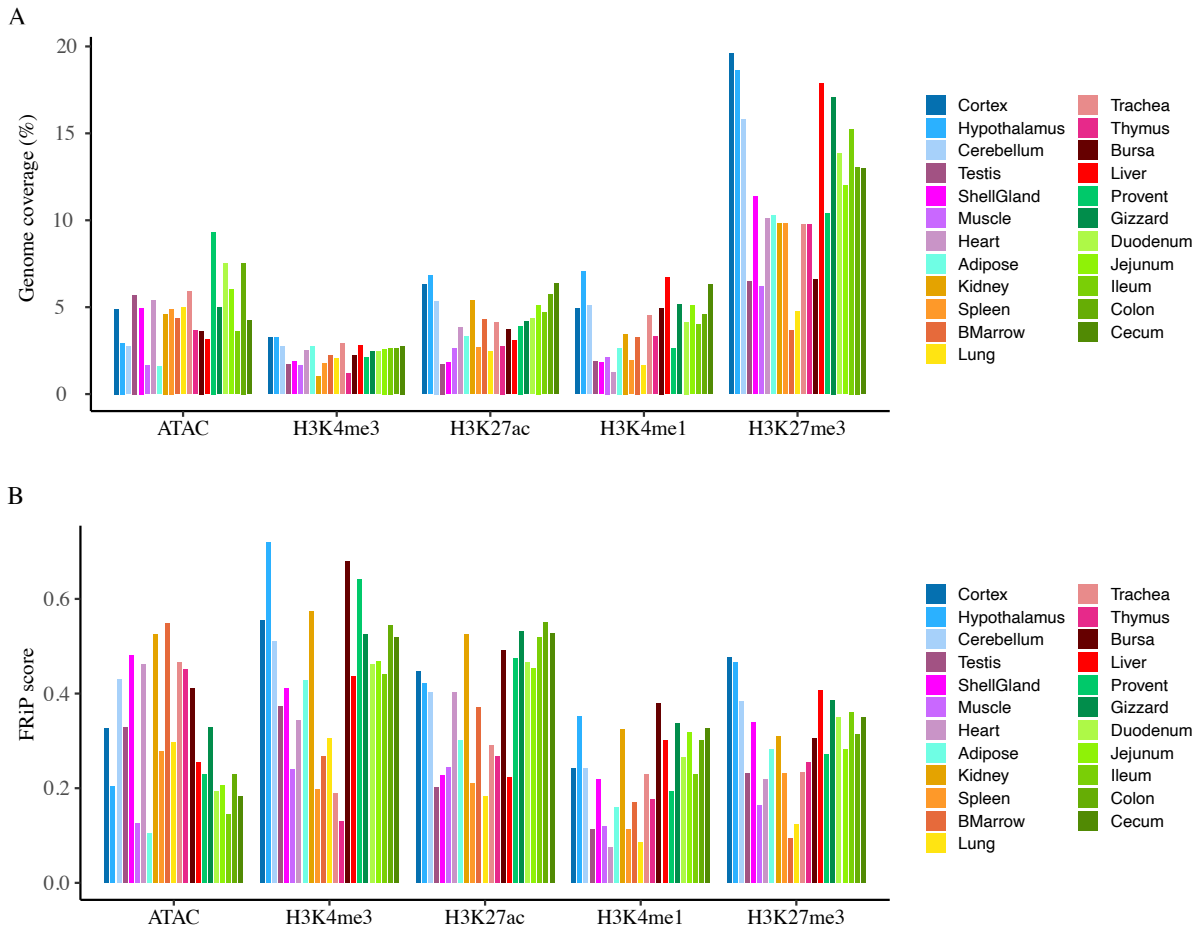 A
Genome coverage (%)
20
15
10
5
0
ATAC H3K4me3 H3K27ac H3K4me1 H3K27me3
Cortex Trachea
Hypothalamus Thymus
Cerebellum Bursa
Testis Liver
ShellGland Provent
Muscle Gizzard
Heart Duodenum
Adipose Jejunum
Kidney Ileum
Spleen Colon
BMarrow Cecum
Lung
B
FRiP score
0.6
0.4
0.2
0.0
ATAC H3K4me3 H3K27ac H3K4me1 H3K27me3
Cortex Trachea
Hypothalamus Thymus
Cerebellum Bursa
Testis Liver
ShellGland Provent
Muscle Gizzard
Heart Duodenum
Adipose Jejunum
Kidney Ileum
Spleen Colon
BMarrow Cecum
Lung